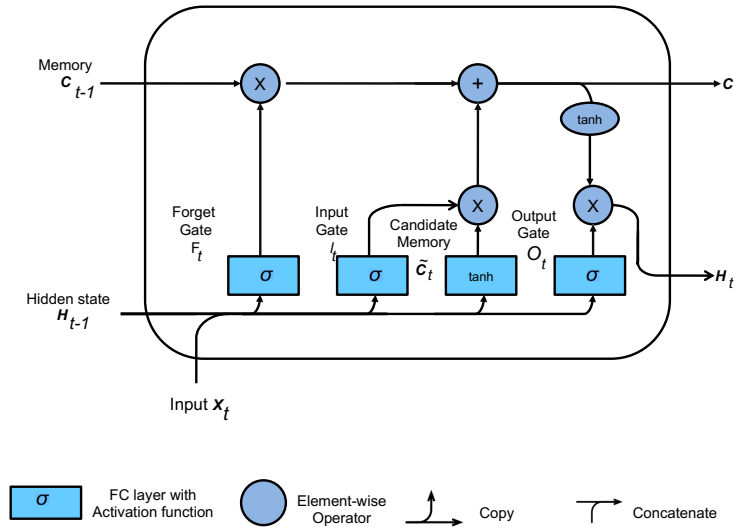 Memory
C t-1
X
+
C
tanh
Forget
Gate
F t
Input
Gate
I t
Candidate
Memory
C̃ t
Output
Gate
O t
X
X
σ
σ
tanh
σ
Hidden state
H t-1
H t
Input X t
σ
FC layer with
Activation function
Element-wise
Operator
Copy
Concatenate